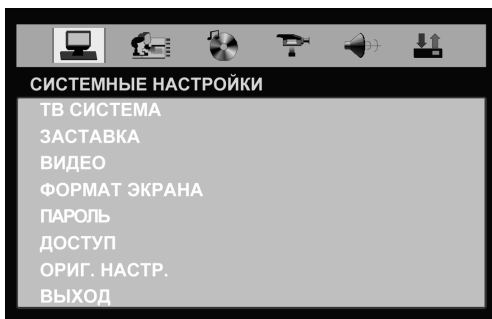 СИСТЕМНЫЕ НАСТРОЙКИ
ТВ СИСТЕМА
ЗАСТАВКА
ВИДЕО
ФОРМАТ ЭКРАНА
ПАРОЛЬ
ДОСТУП
ОРИГ. НАСТР.
ВЫХОД